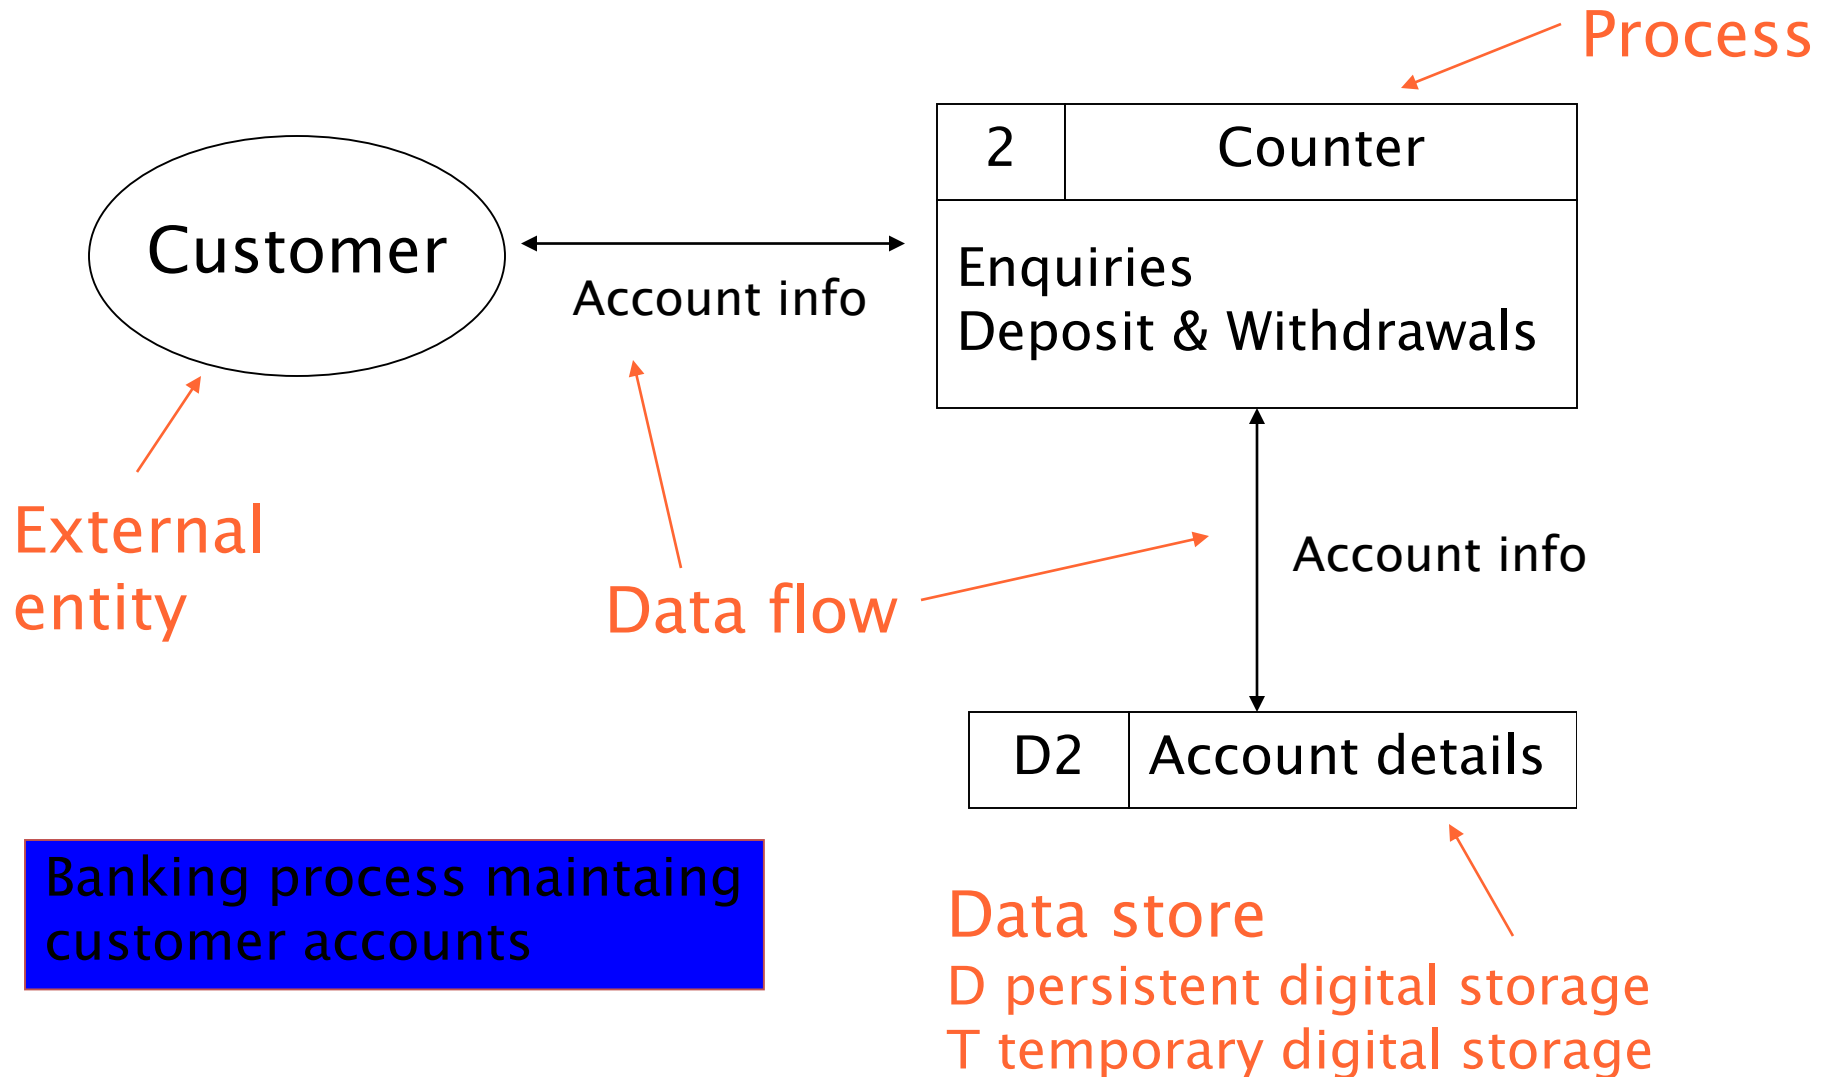 Process
2
Counter
Customer
Enquiries
Deposit & Withdrawals
Account info
External
entity
Data flow
Account info
D2
Account details
Banking process maintaing
customer accounts
Data store
D persistent digital storage
T temporary digital storage